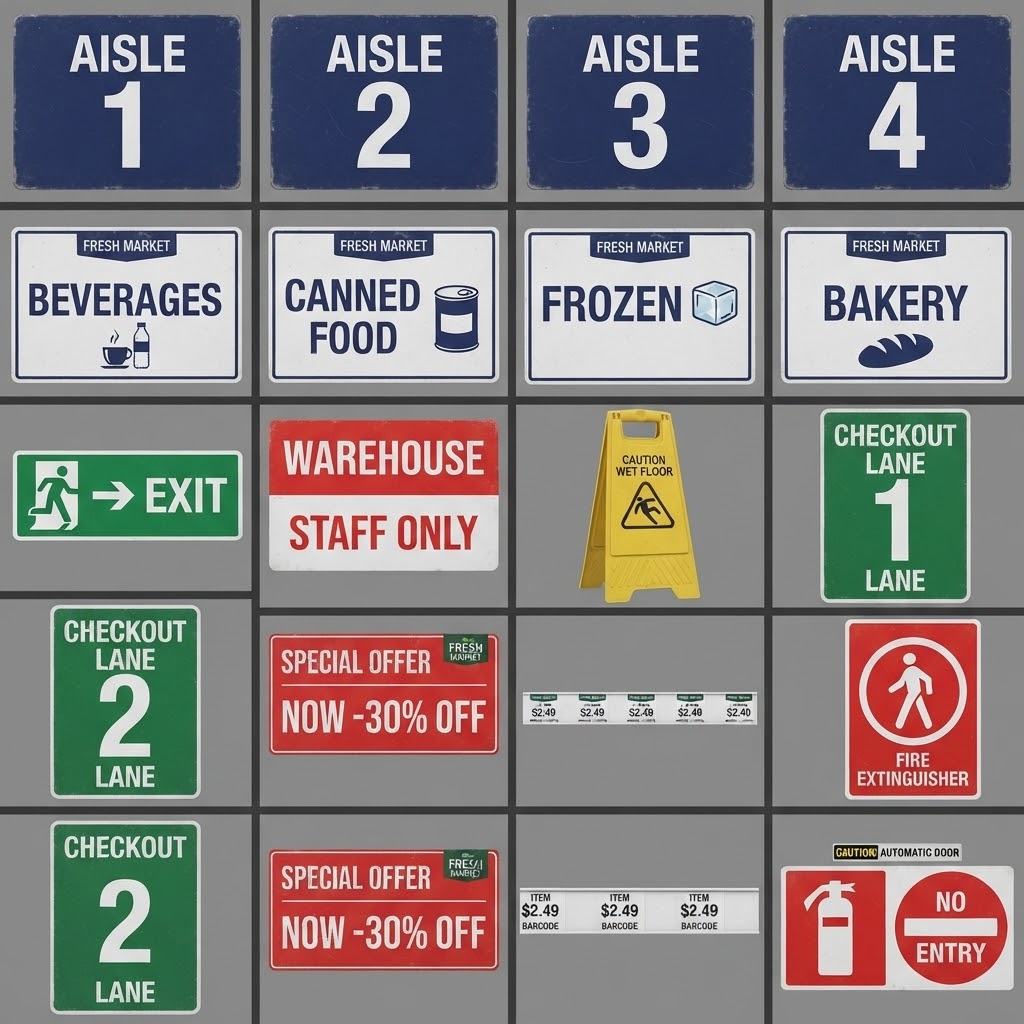 AISLE
1
AISLE
2
AISLE
3
AISLE
4
FRESH MARKET
BEVERAGES
FRESH MARKET
CANNED
FOOD
FRESH MARKET
FROZEN
FRESH MARKET
BAKERY
EXIT
WAREHOUSE
STAFF ONLY
CAUTION
WET FLOOR
CHECKOUT
LANE
1
LANE
CHECKOUT
LANE
2
LANE
FRESH
SPECIAL OFFER
NOW -30% OFF
$2.49
$2.49
$2.40
$2.40
FIRE
EXTINGUISHER
CHECKOUT
2
LANE
SPECIAL OFFER
NOW -30% OFF
ITEM
$2.49
BARCODE
ITEM
$2.49
BARCODE
ITEM
$2.49
BARCODE
CAUTION AUTOMATIC DOOR
NO
ENTRY